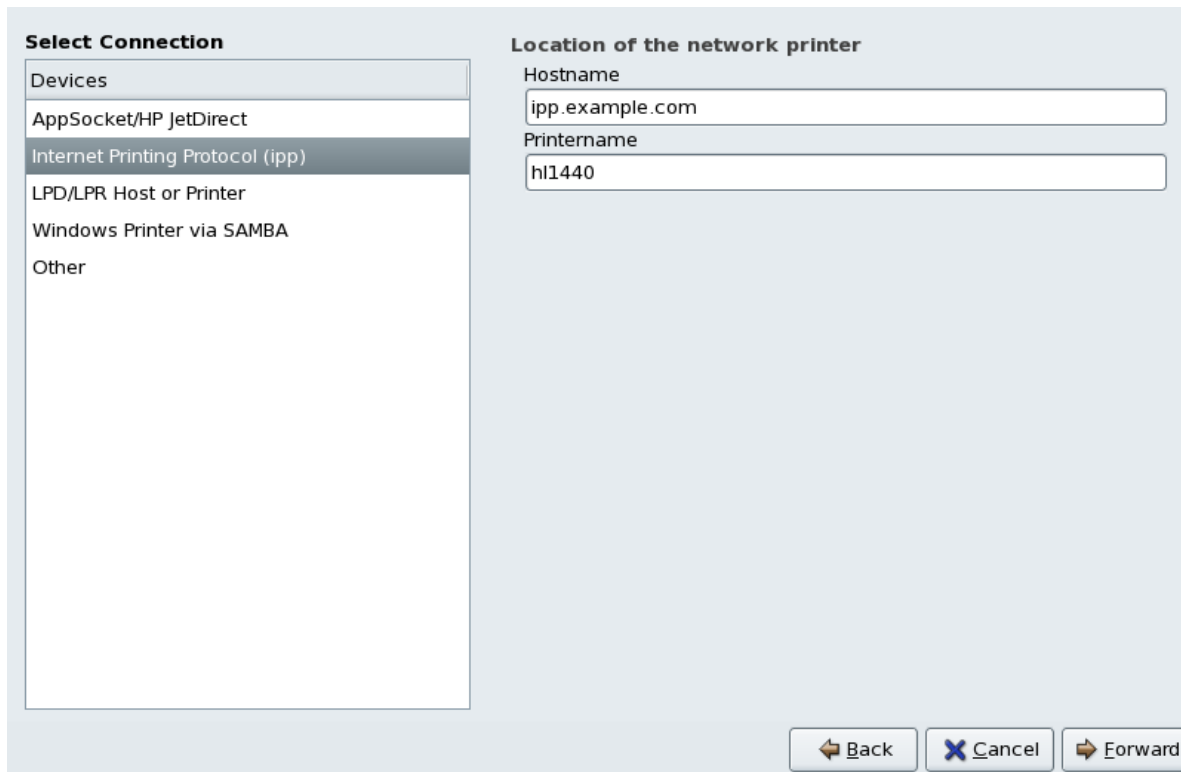 Select Connection
Devices
AppSocket/HP JetDirect
Internet Printing Protocol (ipp)
LPD/LPR Host or Printer
Windows Printer via SAMBA
Other
Location of the network printer
Hostname
ipp.example.com
Printername
hl1440
Back
Cancel
Forward